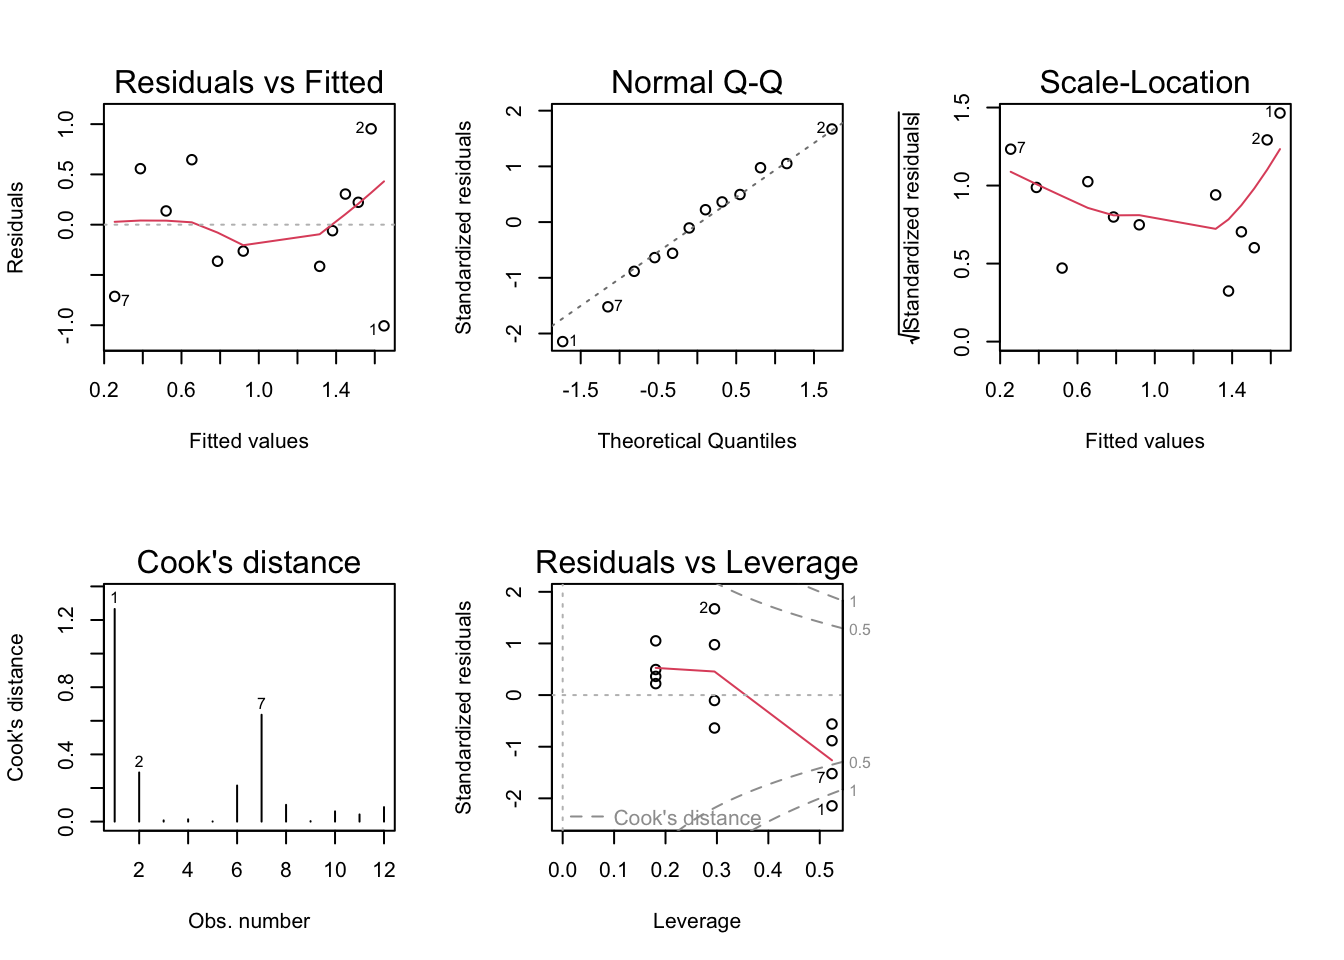 Residuals vs Fitted
Residuals
1.0
0.5
0.0
-1.0
2
7
1
0.2 0.6 1.0 1.4
Fitted values
Normal Q-Q
Standardized residuals
2
1
0
-1
-2
2
7
1
-1.5 -0.5 0.5 1.5
Theoretical Quantiles
Scale-Location
√|Standardized residuals|
1.5
1.0
0.5
0.0
1
2
7
0.2 0.6 1.0 1.4
Fitted values
Cook's distance
Cook's distance
1.2
0.8
0.4
0.0
1
2
7
2 4 6 8 10 12
Obs. number
Residuals vs Leverage
Standardized residuals
2
1
0
-1
-2
2
7
1
1
0.5
0.5
1
Cook's distance
0.0 0.1 0.2 0.3 0.4 0.5
Leverage